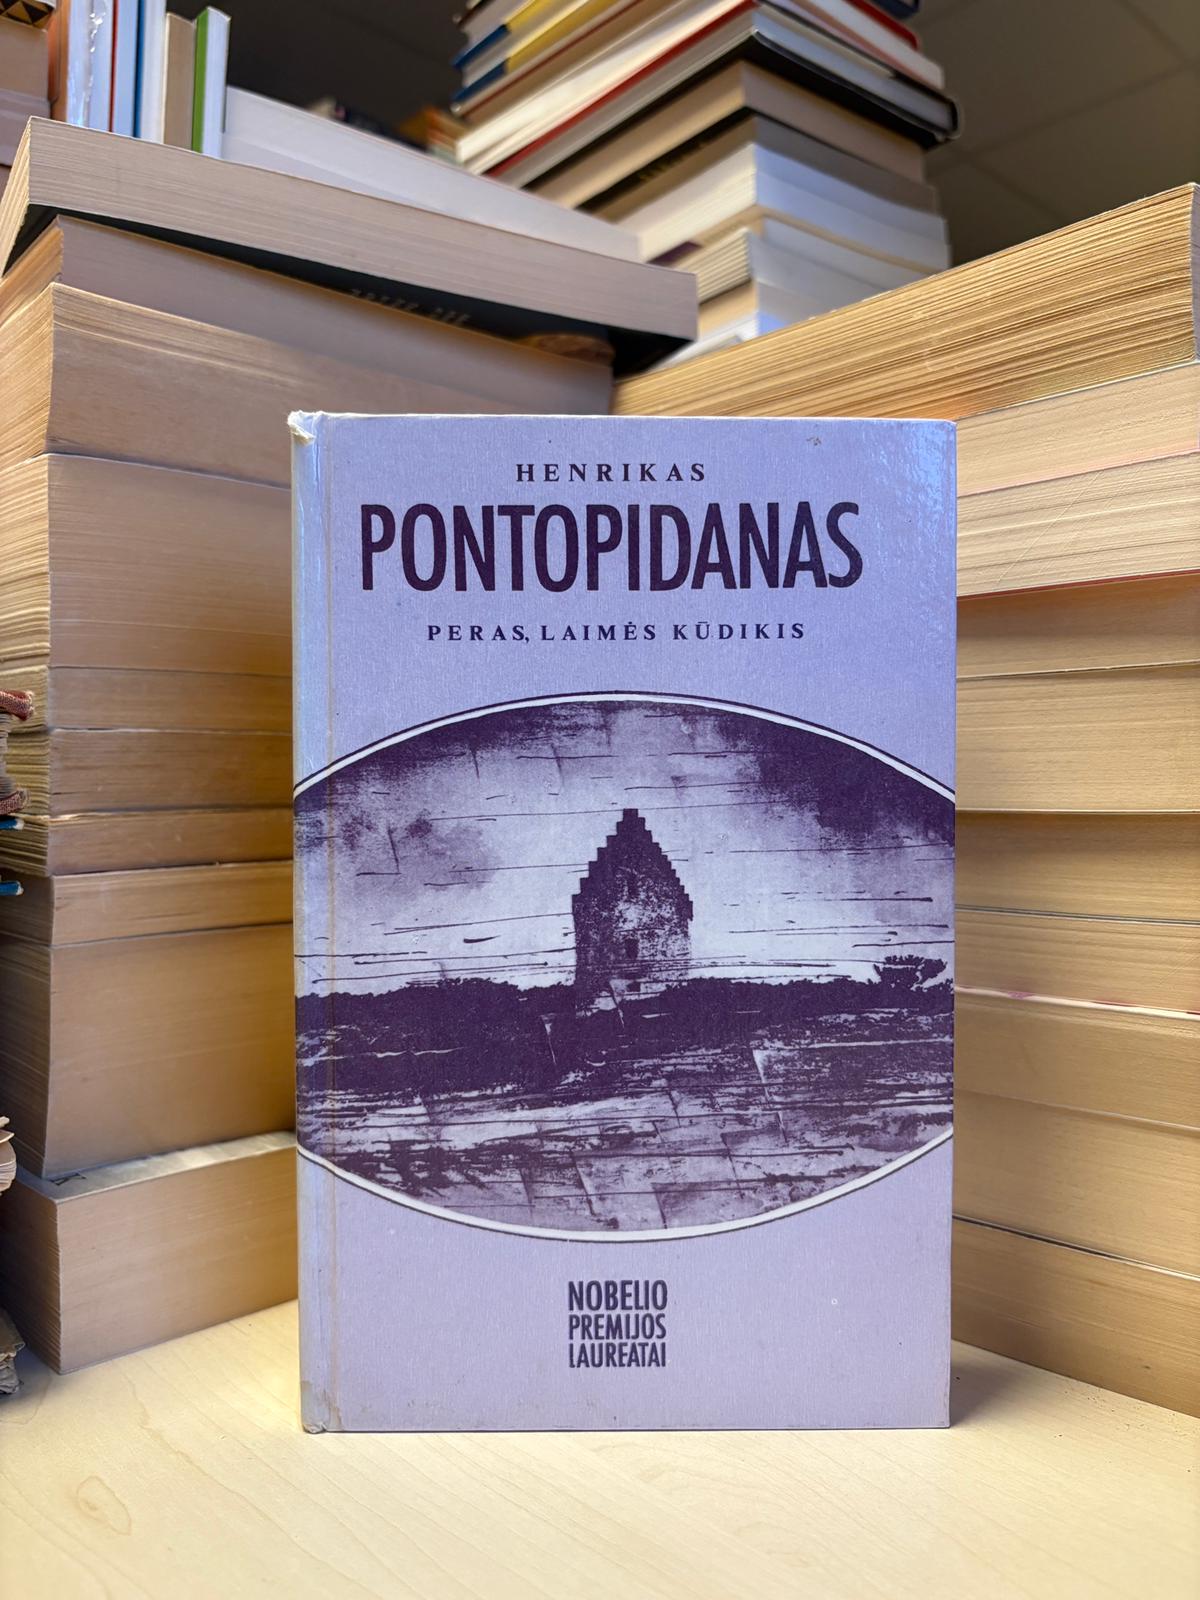 HENRIKAS
PONTOPIDANAS
PERAS, LAIMĖS KŪDIKIS
NOBELIO
PREMIJOS
LAUREATAI